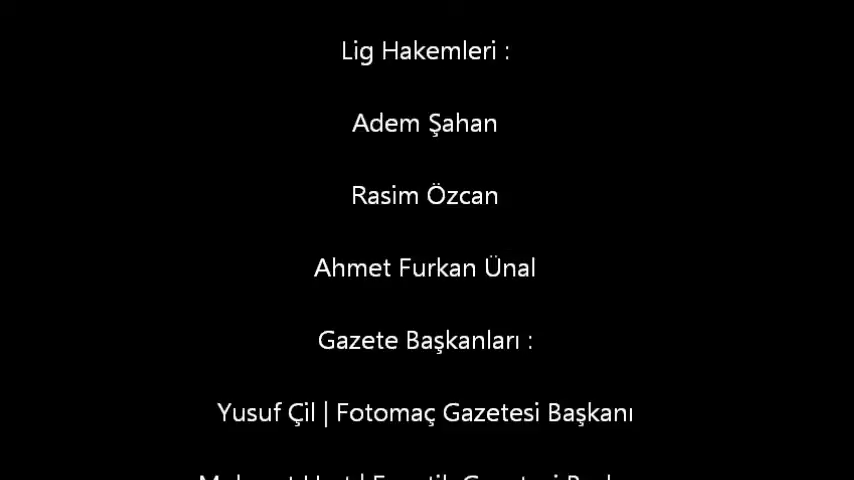 Lig Hakemleri :
Adem Şahan
Rasim Özcan
Ahmet Furkan Ünal
Gazete Başkanları :
Yusuf Çil | Fotomaç Gazetesi Başkanı